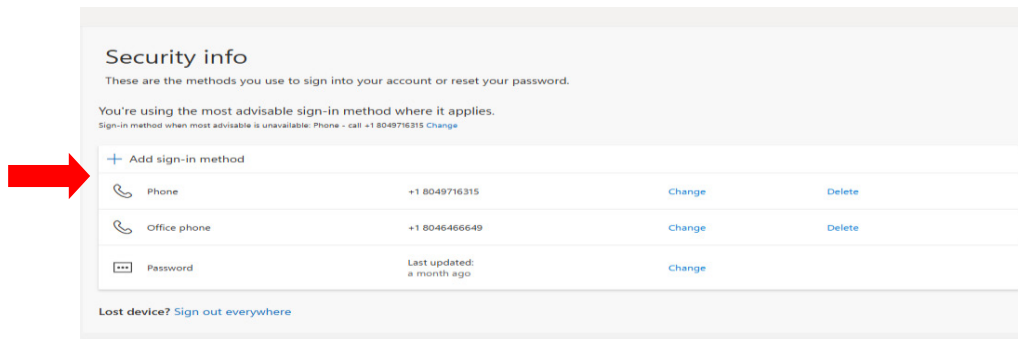 Security info
These are the methods you use to sign into your account or reset your password.
You're using the most advisable sign-in method where it applies.
Sign-in method when most advisable is unavailable: Phone - call +1 8049716315 Change
Add sign-in method
Phone +1 8049716315 Change Delete
Office phone +1 8046466649 Change Delete
Password Last updated: a month ago Change
Lost device? Sign out everywhere